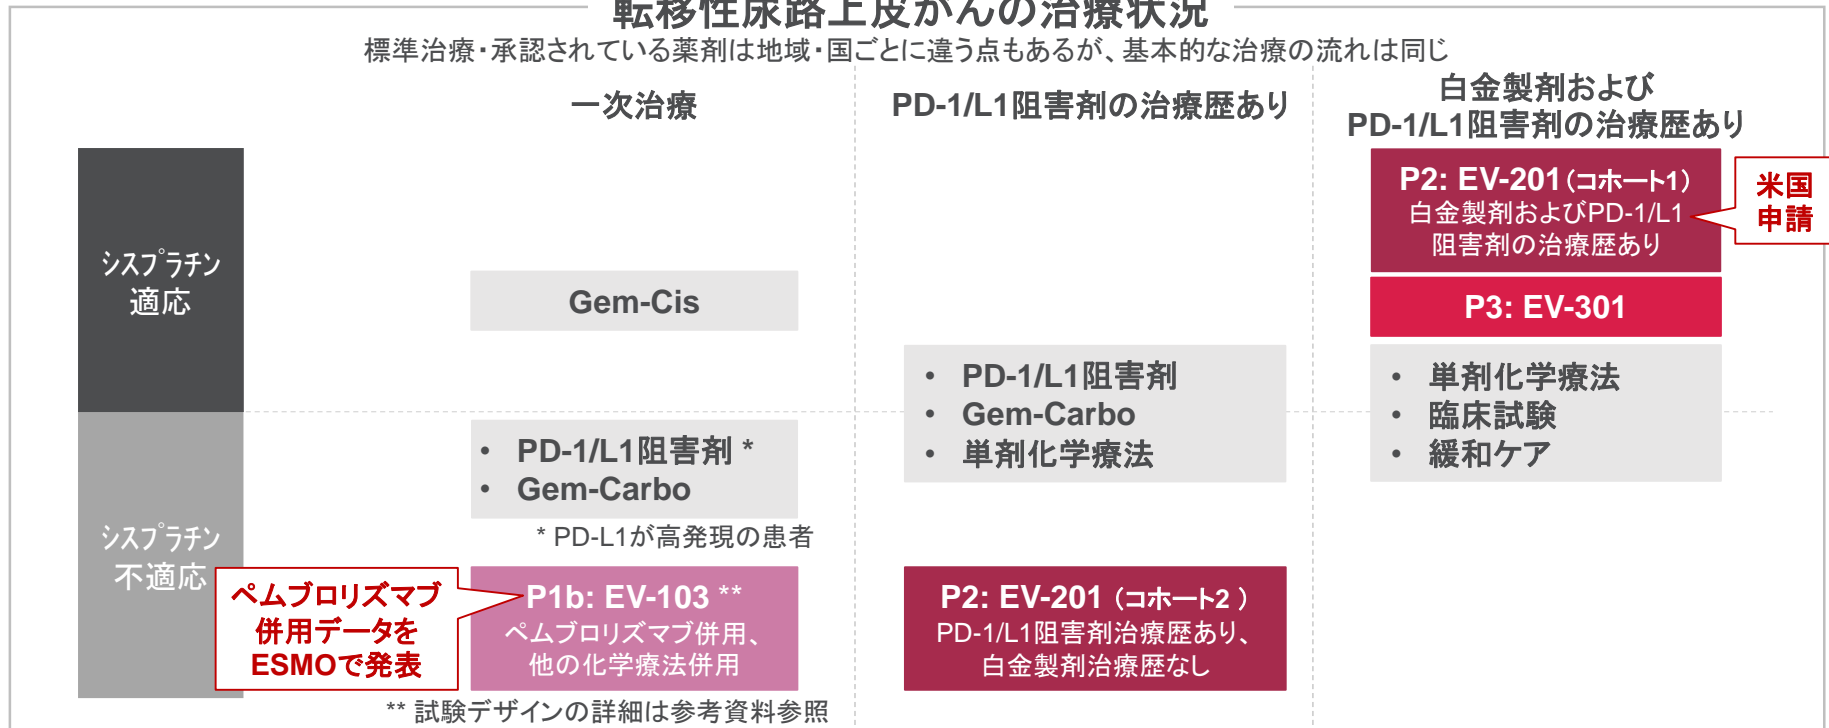 転移性尿路上皮がんの治療状況
標準治療・承認されている薬剤は地域・国ごとに違う点もあるが、基本的な治療の流れは同じ
一次治療
PD-1/L1阻害剤の治療歴あり
白金製剤および
PD-1/L1阻害剤の治療歴あり
シスプラチン
適応
Gem-Cis
P2: EV-201（コホート1）
白金製剤およびPD-1/L1
阻害剤の治療歴あり
米国
申請
P3: EV-301
• PD-1/L1阻害剤
• Gem-Carbo
• 単剤化学療法
• 単剤化学療法
• 臨床試験
• 緩和ケア
シスプラチン
不適応
• PD-1/L1阻害剤 *
• Gem-Carbo
* PD-L1が高発現の患者
ペムブロリズマブ
併用データを
ESMOで発表
P1b: EV-103 **
ペムブロリズマブ併用、
他の化学療法併用
P2: EV-201（コホート2 ）
PD-1/L1阻害剤治療歴あり、
白金製剤治療歴なし
** 試験デザインの詳細は参考資料参照